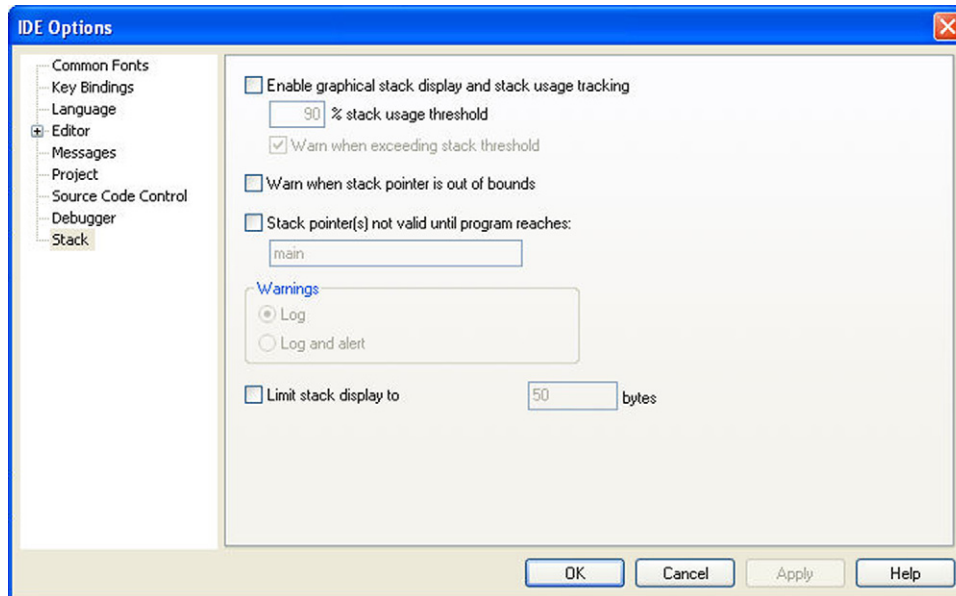 IDE Options
Common Fonts
Key Bindings
Language
Editor
Messages
Project
Source Code Control
Debugger
Stack
Enable graphical stack display and stack usage tracking
90 % stack usage threshold
Warn when exceeding stack threshold
Warn when stack pointer is out of bounds
Stack pointer(s) not valid until program reaches:
main
Warnings
Log
Log and alert
Limit stack display to 50 bytes
OK Cancel Apply Help